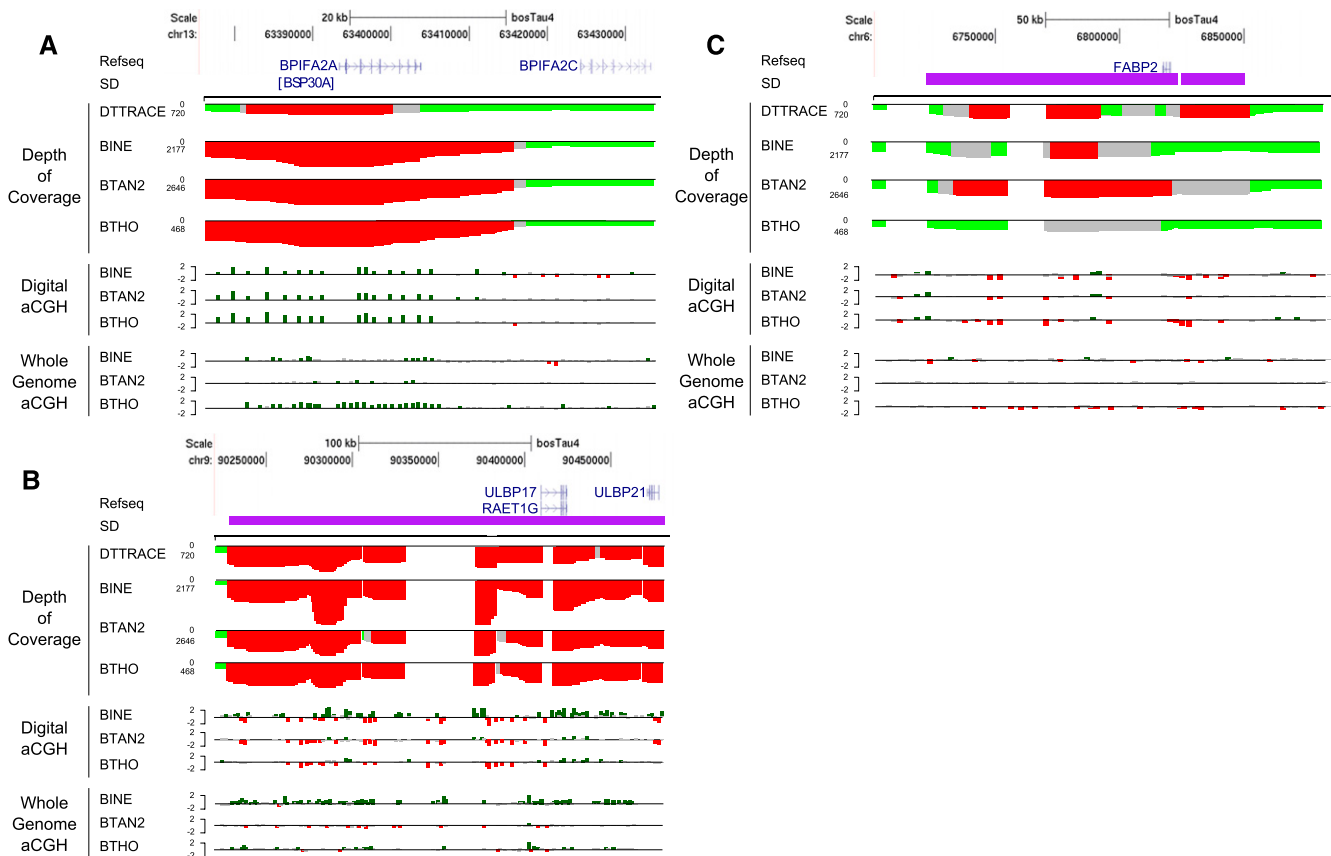 A
Scale 20 kb bosTau4
chr13: 63390000 63400000 63410000 63420000 63430000
Refseq BPIFA2A BPIFA2C
SD [BSP30A]
Depth of Coverage
DTTRACE 0 720
BINE 0 2177
BTAN2 0 2646
BTHO 0 468
Digital aCGH
BINE 2 -2
BTAN2 2 -2
BTHO 2 -2
Whole Genome aCGH
BINE 2 -2
BTAN2 2 -2
BTHO 2 -2
C
Scale 50 kb bosTau4
chr6: 6750000 6800000 6850000
Refseq FABP2
SD
Depth of Coverage
DTTRACE 0 720
BINE 0 2177
BTAN2 0 2646
BTHO 0 468
Digital aCGH
BINE 2 -2
BTAN2 2 -2
BTHO 2 -2
Whole Genome aCGH
BINE 2 -2
BTAN2 2 -2
BTHO 2 -2
B
Scale 100 kb bosTau4
chr9: 90250000 90300000 90350000 90400000 90450000
ULBP17 ULBP21
Refseq RAET1G
SD
Depth of Coverage
DTTRACE 0 720
BINE 0 2177
BTAN2 0 2646
BTHO 0 468
Digital aCGH
BINE 2 -2
BTAN2 2 -2
BTHO 2 -2
Whole Genome aCGH
BINE 2 -2
BTAN2 2 -2
BTHO 2 -2